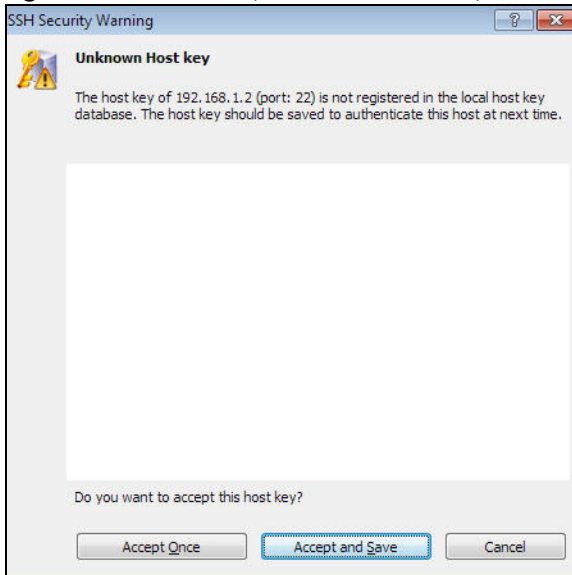 SSH Security Warning
Unknown Host key
The host key of 192.168.1.2 (port: 22) is not registered in the local host key
database. The host key should be saved to authenticate this host at next time.
Do you want to accept this host key?
Accept Once
Accept and Save
Cancel